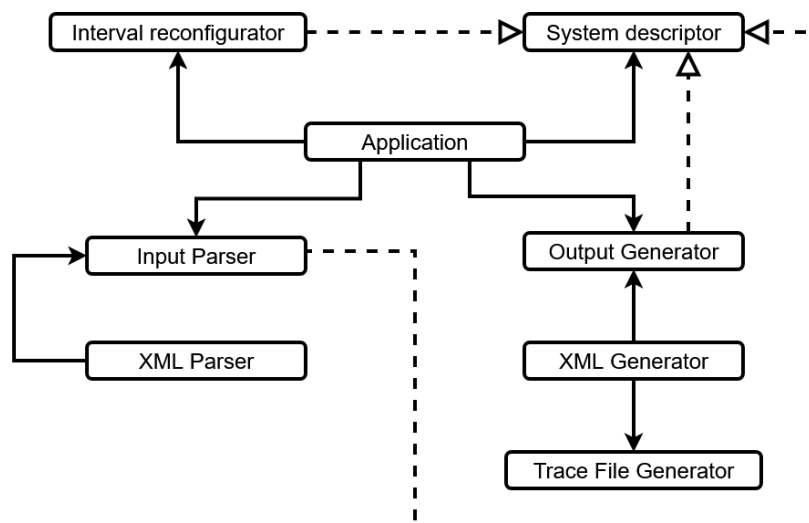 Interval reconfigurator
System descriptor
Application
Input Parser
Output Generator
XML Parser
XML Generator
Trace File Generator